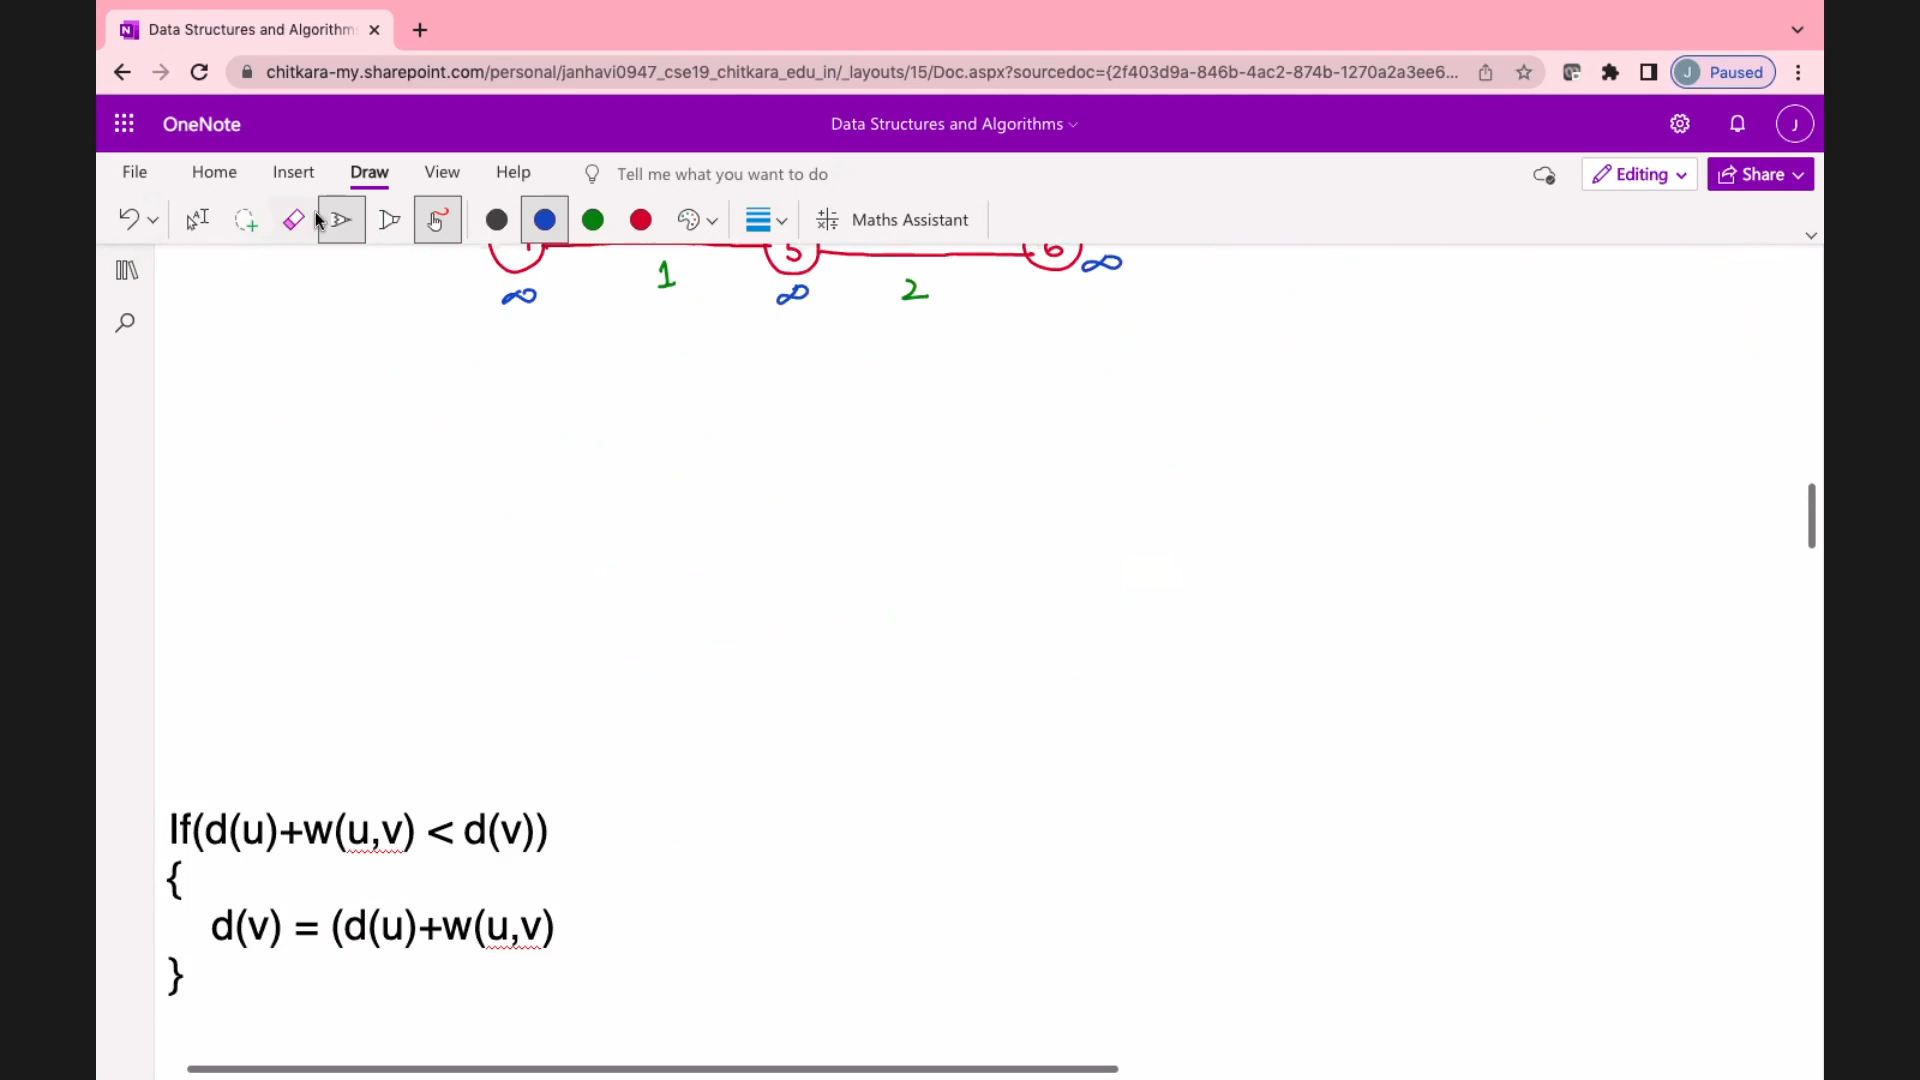 Data Structures and Algorithm
chitkara-my.sharepoint.com/personal/janhavi0947_cse19_chitkara_edu_in/_layouts/15/Doc.aspx?sourcedoc={2f403d9a-846b-4ac2-874b-1270a2a3ee6...
J Paused
OneNote
Data Structures and Algorithms
J
File Home Insert Draw View Help Tell me what you want to do
Editing
Share
Maths Assistant
5 6 ∞
∞ 1 ∞ 2
If(d(u)+w(u,v) < d(v))
{
d(v) = (d(u)+w(u,v)
}